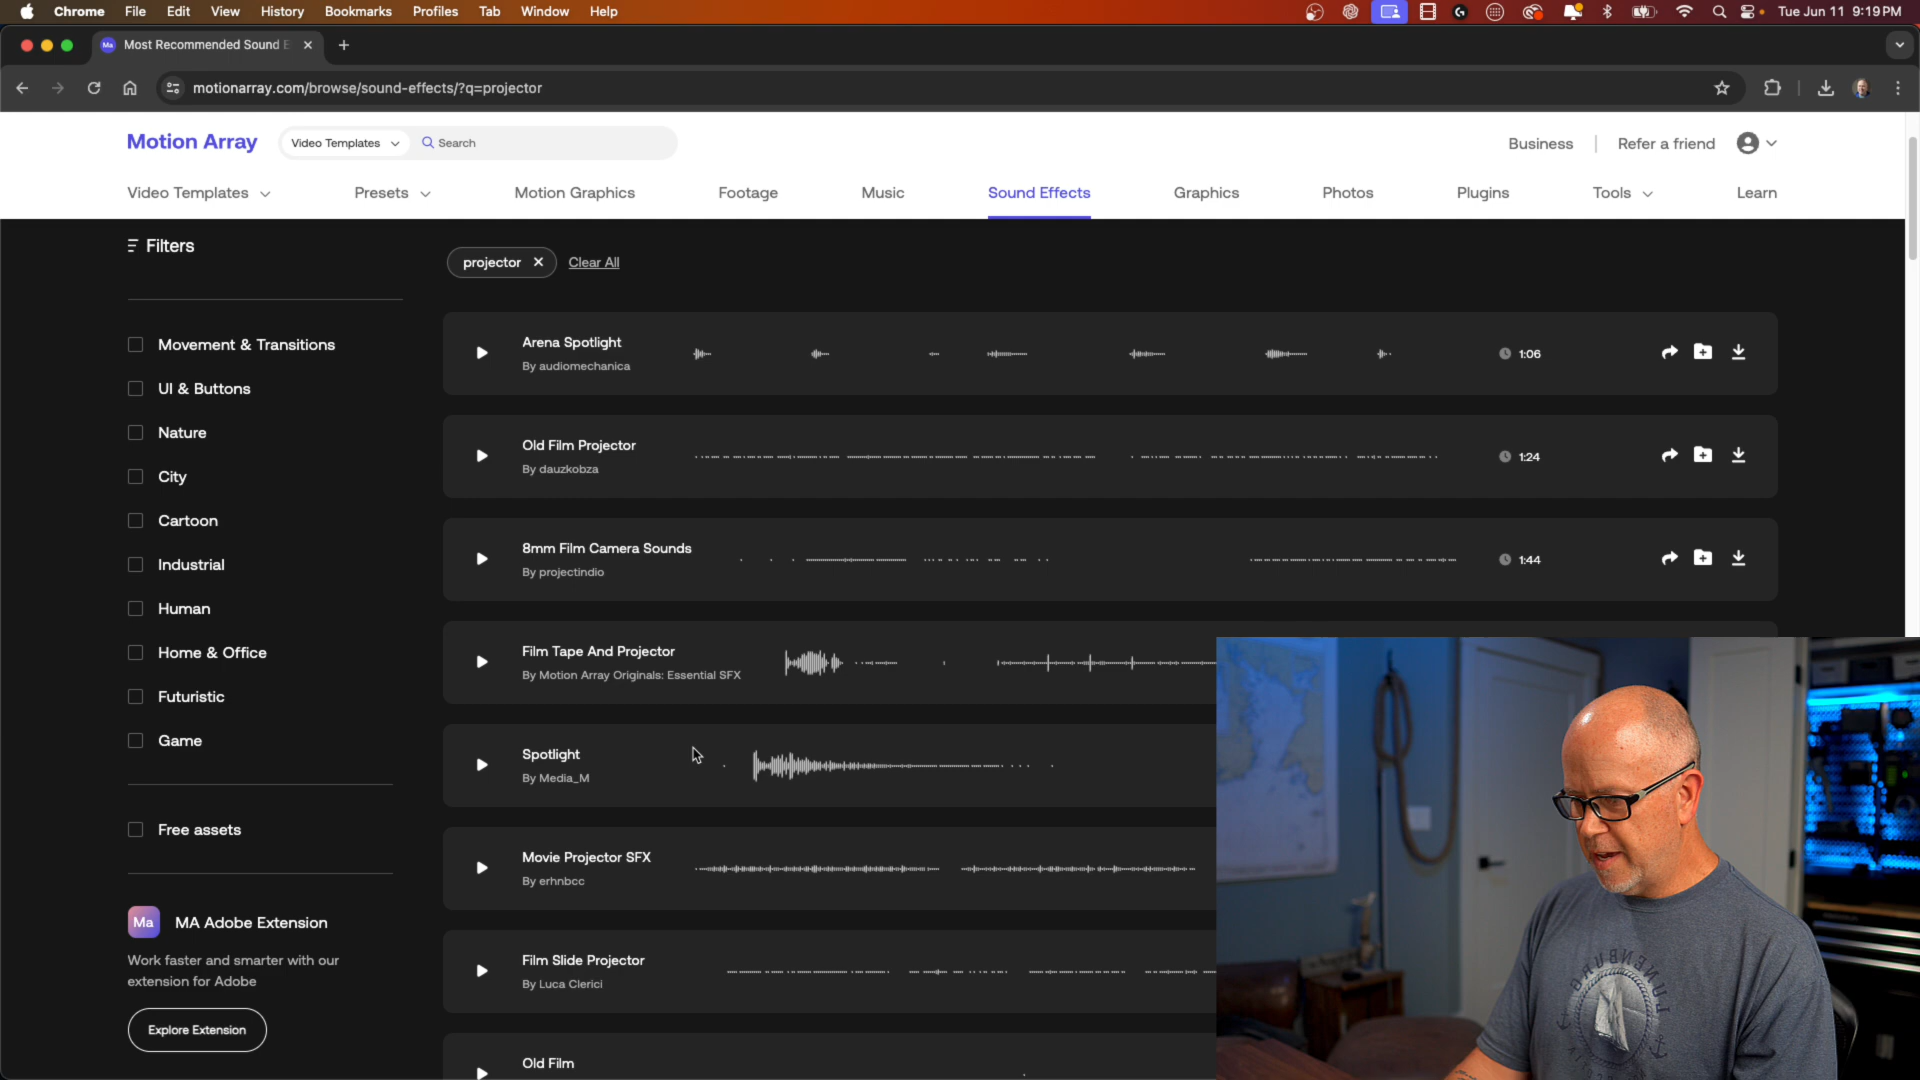 Chrome File Edit View History Bookmarks Profiles Tab Window Help Tue Jun 11 9:19 PM
Ma Most Recommended Sound E
motionarray.com/browse/sound-effects/?q=projector
Motion Array Video Templates Search Business Refer a friend
Video Templates Presets Motion Graphics Footage Music Sound Effects Graphics Photos Plugins Tools Learn
Filters
projector Clear All
Movement & Transitions
UI & Buttons
Nature
City
Cartoon
Industrial
Human
Home & Office
Futuristic
Game
Free assets
Ma MA Adobe Extension
Work faster and smarter with our
extension for Adobe
Explore Extension
Arena Spotlight
By audiomechanica
1:06
Old Film Projector
By dauzkobza
1:24
8mm Film Camera Sounds
By projectindio
1:44
Film Tape And Projector
By Motion Array Originals: Essential SFX
Spotlight
By Media_M
Movie Projector SFX
By erhnbcc
Film Slide Projector
By Luca Clerici
Old Film
LUNENBURG